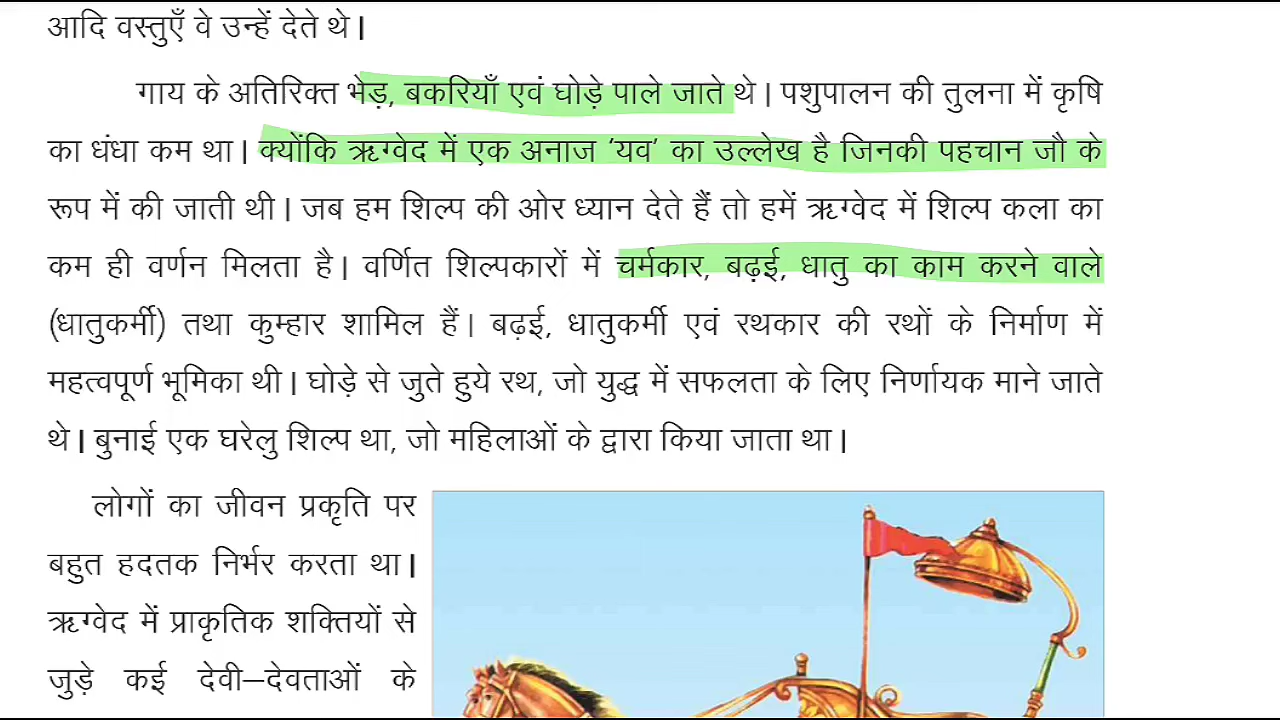 आदि वस्तुएँ वे उन्हें देते थे।
गाय के अतिरिक्त भेड़, बकरियाँ एवं घोड़े पाले जाते थे। पशुपालन की तुलना में कृषि
का धंधा कम था। क्योंकि ऋग्वेद में एक अनाज 'यव' का उल्लेख है जिनकी पहचान जौ के
रूप में की जाती थी। जब हम शिल्प की ओर ध्यान देते हैं तो हमें ऋग्वेद में शिल्प कला का
कम ही वर्णन मिलता है। वर्णित शिल्पकारों में चर्मकार, बढ़ई, धातु का काम करने वाले
(धातुकर्मी) तथा कुम्हार शामिल हैं। बढ़ई, धातुकर्मी एवं रथकार की रथों के निर्माण में
महत्वपूर्ण भूमिका थी। घोड़े से जुते हुये रथ, जो युद्ध में सफलता के लिए निर्णायक माने जाते
थे। बुनाई एक घरेलु शिल्प था, जो महिलाओं के द्वारा किया जाता था।
लोगों का जीवन प्रकृति पर
बहुत हदतक निर्भर करता था।
ऋग्वेद में प्राकृतिक शक्तियों से
जुड़े कई देवी–देवताओं के